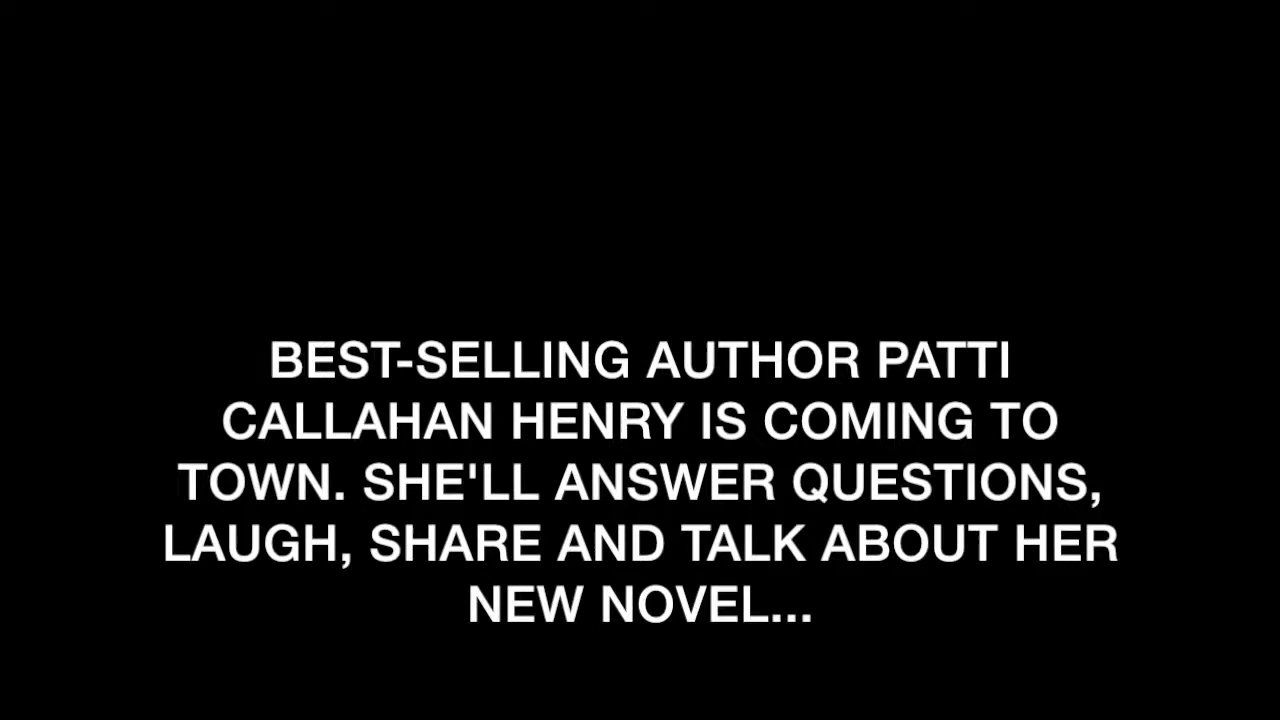 BEST-SELLING AUTHOR PATTI
CALLAHAN HENRY IS COMING TO
TOWN. SHE'LL ANSWER QUESTIONS,
LAUGH, SHARE AND TALK ABOUT HER
NEW NOVEL...